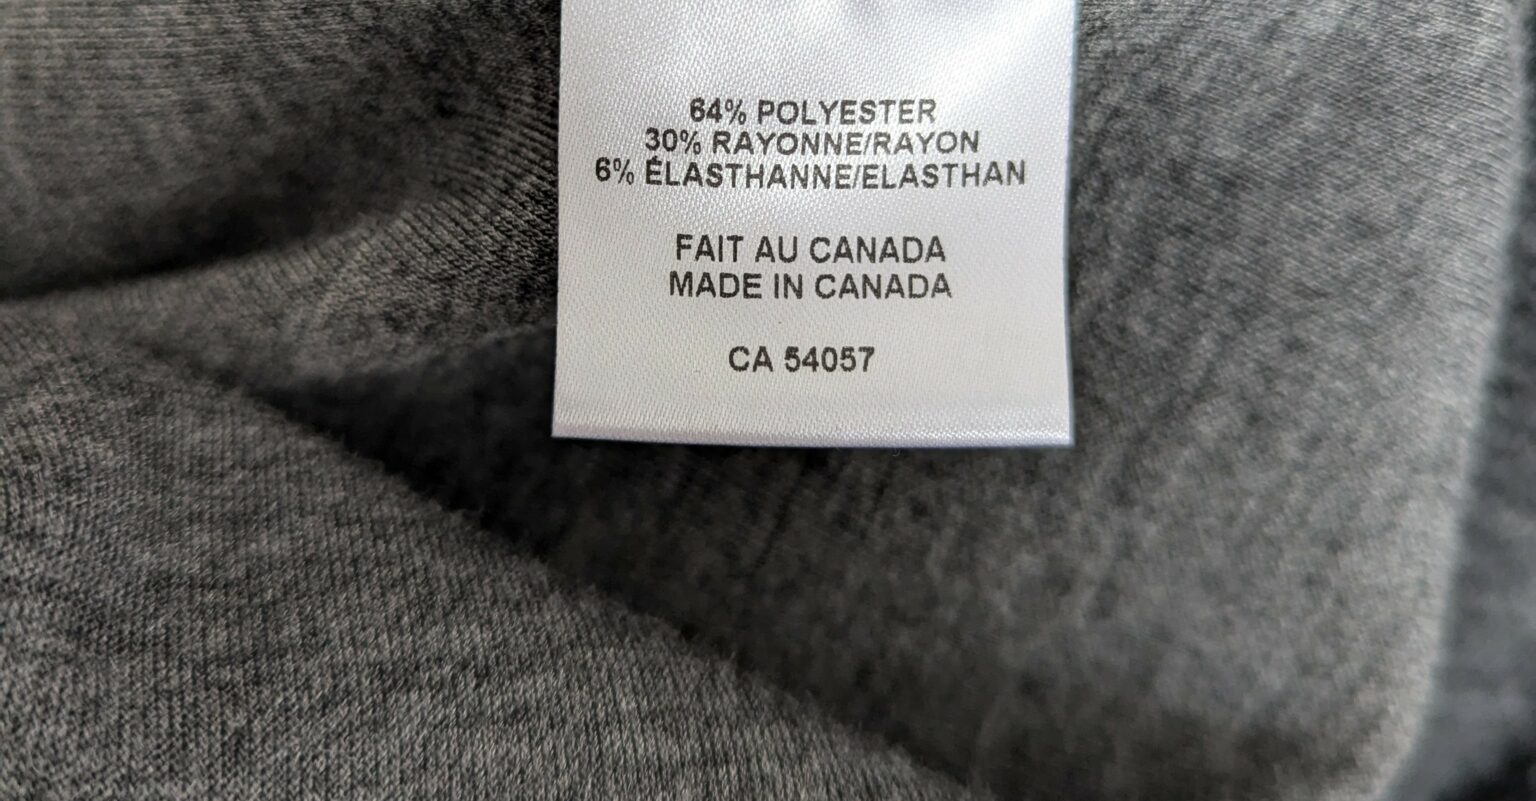 64% POLYESTER
30% RAYONNE/RAYON
6% ÉLASTHANNE/ELASTHAN
FAIT AU CANADA
MADE IN CANADA
CA 54057